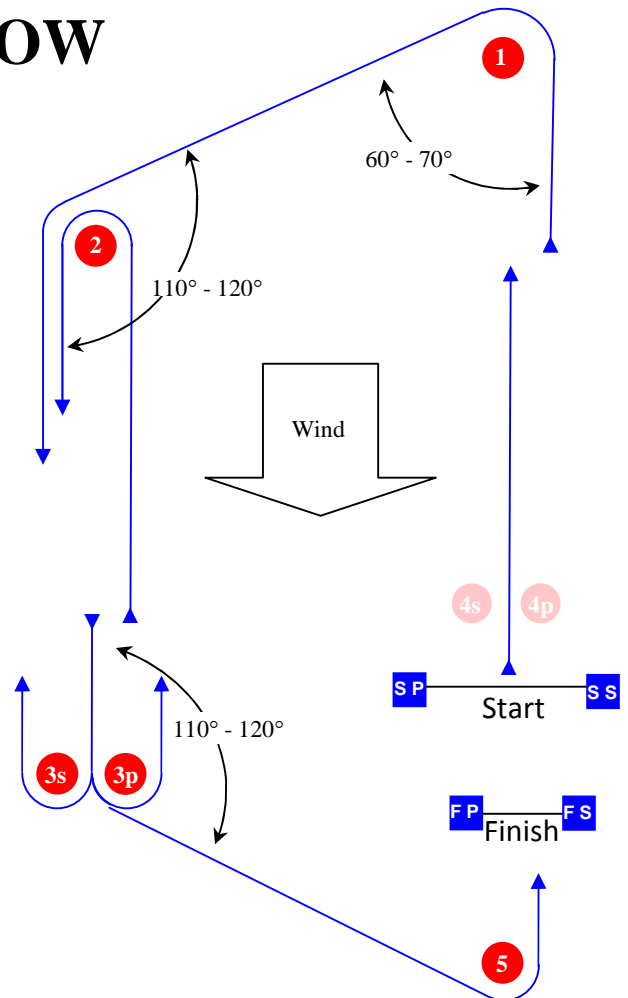 OW
1
60° - 70°
2
110° - 120°
Wind
4s 4p
S P S S
Start
110° - 120°
3s 3p
F P F S
Finish
5